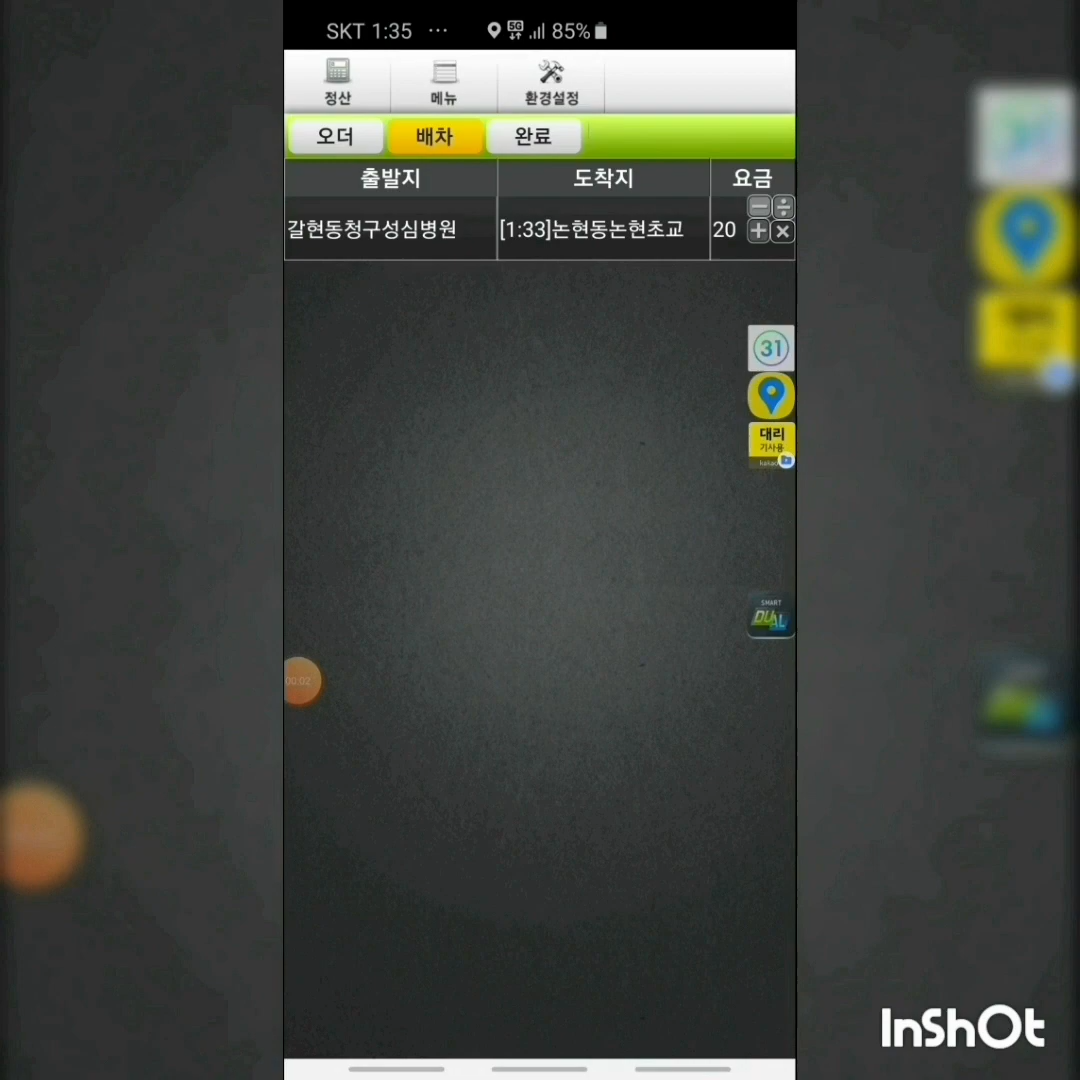 SKT 1:35 ··· 5G 85%
정산 메뉴 환경설정
오더 배차 완료
출발지 도착지 요금
갈현동청구성심병원 [1:33]논현동논현초교 20
31
대리
기사용
SMART
DUAL
00:02
InShOt